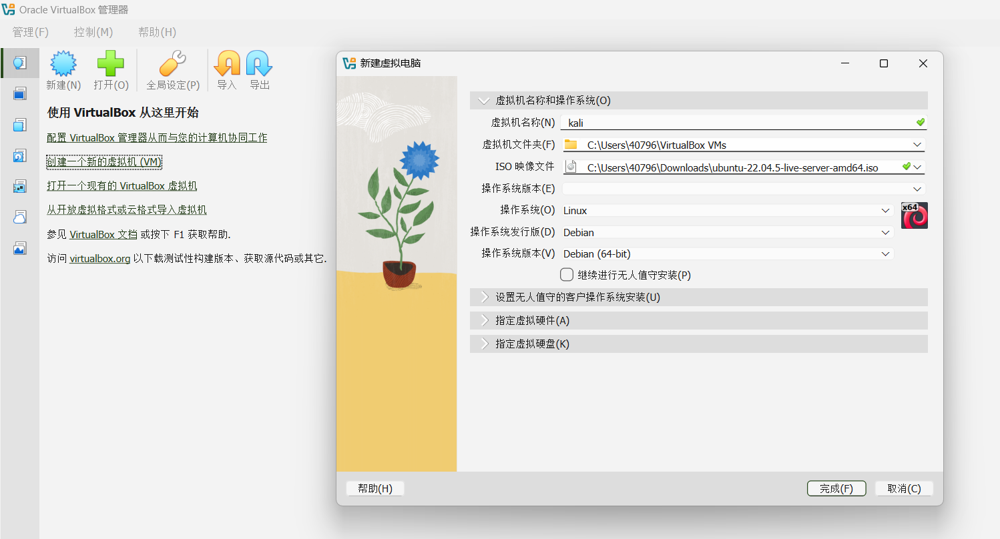 Oracle VirtualBox 管理器
管理(F) 控制(M) 帮助(H)
新建(N) 打开(O) 全局设定(P) 导入 导出
使用 VirtualBox 从这里开始
配置 VirtualBox 管理器从而与您的计算机协同工作
创建一个新的虚拟机 (VM)
打开一个现有的 VirtualBox 虚拟机
从开放虚拟格式或云格式导入虚拟机
参见 VirtualBox 文档 或按下 F1 获取帮助.
访问 virtualbox.org 以下载测试性构建版本、获取源代码或其它.
新建虚拟电脑
虚拟机名称和操作系统(O)
虚拟机名称(N) kali
虚拟机文件夹(F) C:\Users\40796\VirtualBox VMs
ISO 映像文件 C:\Users\40796\Downloads\ubuntu-22.04.5-live-server-amd64.iso
操作系统版本(E)
操作系统(O) Linux x64
操作系统发行版(D) Debian
操作系统版本(V) Debian (64-bit)
继续进行无人值守安装(P)
设置无人值守的客户操作系统安装(U)
指定虚拟硬件(A)
指定虚拟硬盘(K)
帮助(H) 完成(F) 取消(C)